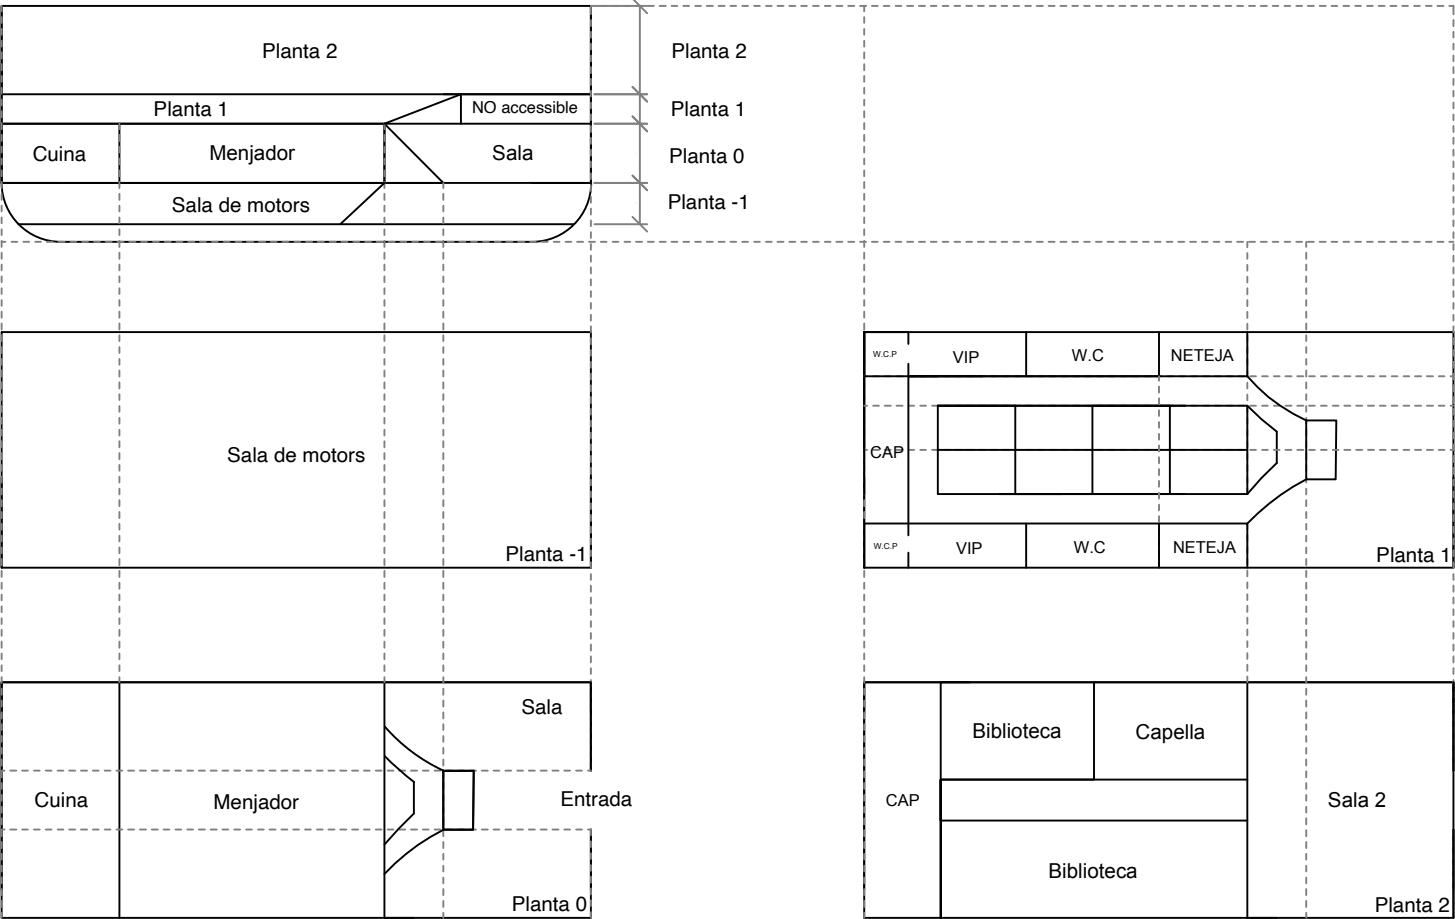 Planta 2
Planta 2
Planta 1
NO accessible
Planta 1
Cuina
Menjador
Sala
Planta 0
Sala de motors
Planta -1
Sala de motors
Planta -1
W.C.P
VIP
W.C
NETEJA
CAP
W.C.P
VIP
W.C
NETEJA
Planta 1
Sala
Cuina
Menjador
Entrada
Planta 0
Biblioteca
Capella
CAP
Sala 2
Biblioteca
Planta 2